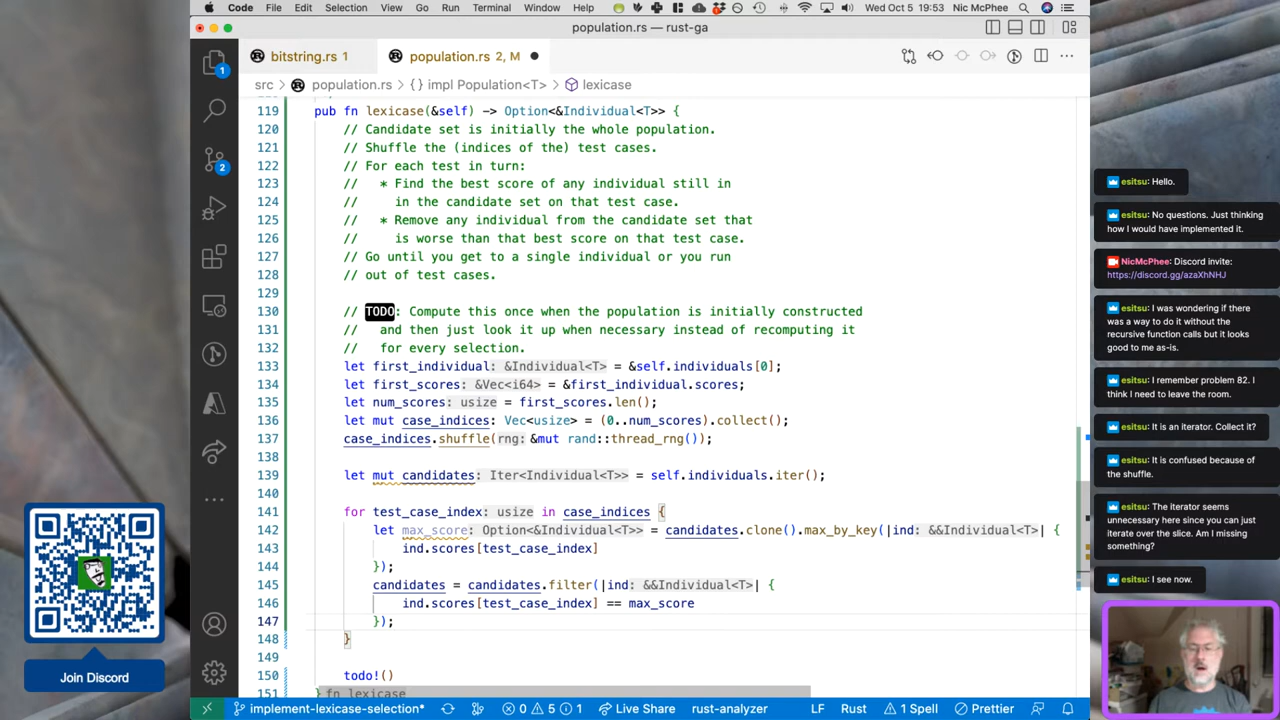 Code File Edit Selection View Go Run Terminal Window Help Wed Oct 5 19:53 Nic McPhee
population.rs — rust-ga
bitstring.rs 1 population.rs 2, M
src > population.rs > { } impl Population<T> > lexicase
119 pub fn lexicase(&self) -> Option<&Individual<T>> {
120 // Candidate set is initially the whole population.
121 // Shuffle the (indices of the) test cases.
122 // For each test in turn:
123 // * Find the best score of any individual still in
124 // in the candidate set on that test case.
125 // * Remove any individual from the candidate set that
126 // is worse than that best score on that test case.
127 // Go until you get to a single individual or you run
128 // out of test cases.
129
130 // TODO: Compute this once when the population is initially constructed
131 // and then just look it up when necessary instead of recomputing it
132 // for every selection.
133 let first_individual: &Individual<T> = &self.individuals[0];
134 let first_scores: &Vec<i64> = &first_individual.scores;
135 let num_scores: usize = first_scores.len();
136 let mut case_indices: Vec<usize> = (0..num_scores).collect();
137 case_indices.shuffle(rng: &mut rand::thread_rng());
138
139 let mut candidates: Iter<Individual<T>> = self.individuals.iter();
140
141 for test_case_index: usize in case_indices {
142 let max_score: Option<&Individual<T>> = candidates.clone().max_by_key(|ind: &&Individual<T>| {
143 ind.scores[test_case_index]
144 });
145 candidates = candidates.filter(|ind: &&Individual<T>| {
146 ind.scores[test_case_index] == max_score
147 });
148 }
149
150 todo!()
151 } fn lexicase
implement-lexicase-selection* 0 5 1 Live Share rust-analyzer LF Rust 1 Spell Prettier
1
2
Join Discord
esitsu: Hello.
esitsu: No questions. Just thinking
how I would have implemented it.
NicMcPhee: Discord invite:
https://discord.gg/azaXhNHJ
esitsu: I was wondering if there
was a way to do it without the
recursive function calls but it looks
good to me as-is.
esitsu: I remember problem 82. I
think I need to leave the room.
esitsu: It is an iterator. Collect it?
esitsu: It is confused because of
the shuffle.
esitsu: The iterator seems
unnecessary here since you can just
iterate over the slice. Am I missing
something?
esitsu: I see now.